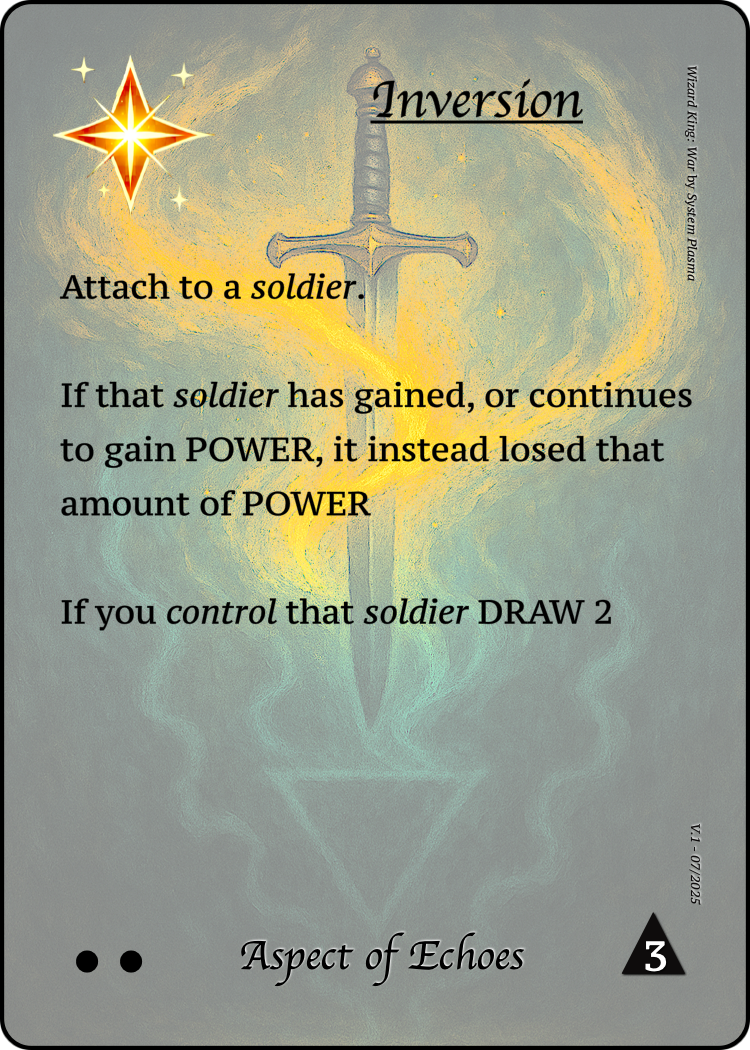 Inversion
Wizard King: War by System Plasma
Attach to a soldier.
If that soldier has gained, or continues
to gain POWER, it instead losed that
amount of POWER
If you control that soldier DRAW 2
V.1 - 07/2025
Aspect of Echoes
3